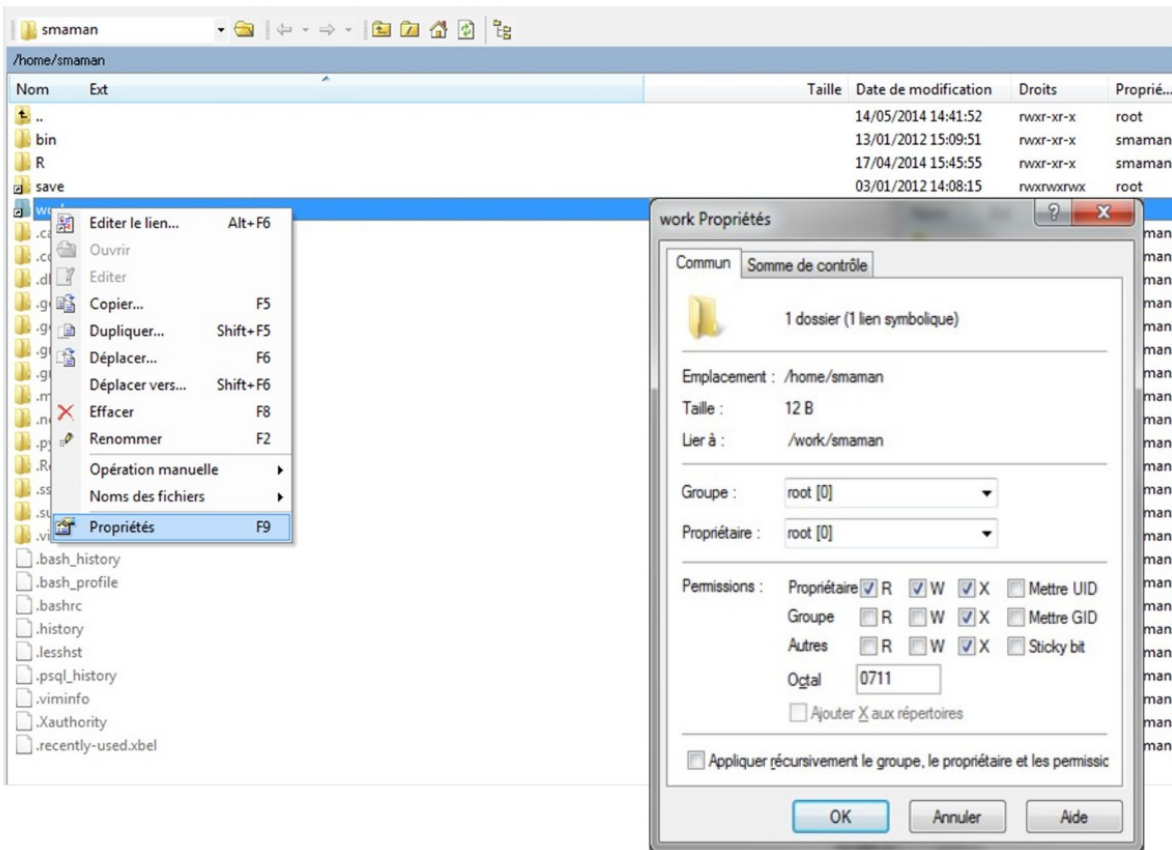 smaman
/home/smaman
Nom Ext Taille Date de modification Droits Proprié...
.. 14/05/2014 14:41:52 rwxr-xr-x root
bin 13/01/2012 15:09:51 rwxr-xr-x smaman
R 17/04/2014 15:45:55 rwxr-xr-x smaman
save 03/01/2012 14:08:15 rwxrwxrwx root
Editer le lien... Alt+F6
Ouvrir
Editer
Copier... F5
Dupliquer... Shift+F5
Déplacer... F6
Déplacer vers... Shift+F6
Effacer F8
Renommer F2
Opération manuelle
Noms des fichiers
Propriétés F9
.bash_history
.bash_profile
.bashrc
.history
.lesshst
.psql_history
.viminfo
.Xauthority
.recently-used.xbel
work Propriétés
Commun Somme de contrôle
1 dossier (1 lien symbolique)
Emplacement : /home/smaman
Taille : 12 B
Lier à : /work/smaman
Groupe : root [0]
Propriétaire : root [0]
Permissions : Propriétaire R W X Mettre UID
Groupe R W X Mettre GID
Autres R W X Sticky bit
Octal 0711
Ajouter X aux répertoires
Appliquer récursivement le groupe, le propriétaire et les permissic
OK Annuler Aide